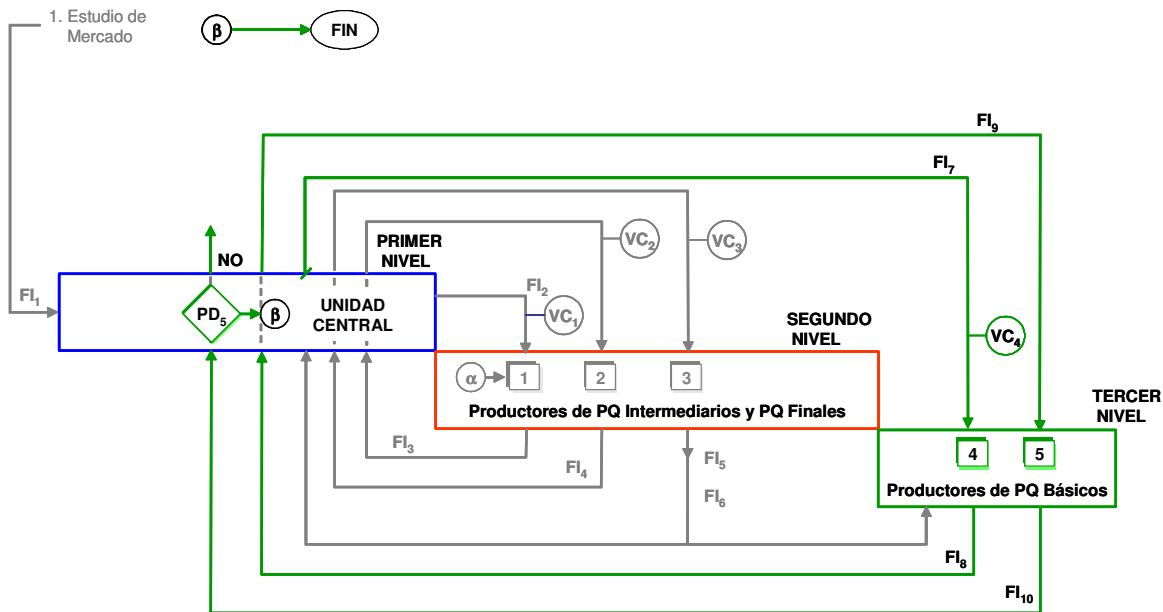 1. Estudio de
Mercado
β
FIN
FI9
FI7
VC2
VC3
PRIMER
NIVEL
NO
FI1
FI2
PD5
β
UNIDAD
CENTRAL
VC1
SEGUNDO
NIVEL
VC4
α
1
2
3
Productores de PQ Intermediarios y PQ Finales
TERCER
NIVEL
FI3
FI4
FI5
FI6
4
5
Productores de PQ Básicos
FI8
FI10